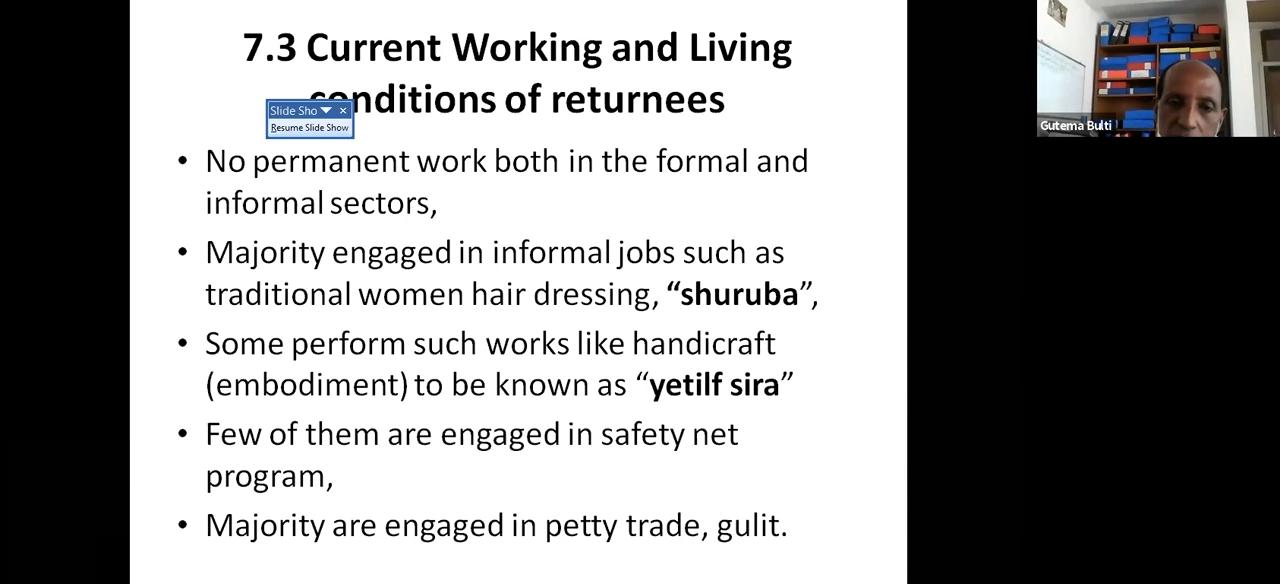 7.3 Current Working and Living
conditions of returnees
Slide Sho
Resume Slide Show
• No permanent work both in the formal and
informal sectors,
• Majority engaged in informal jobs such as
traditional women hair dressing, “shuruba”,
• Some perform such works like handicraft
(embodiment) to be known as “yetilf sira”
• Few of them are engaged in safety net
program,
• Majority are engaged in petty trade, gulit.
Gutema Bulti